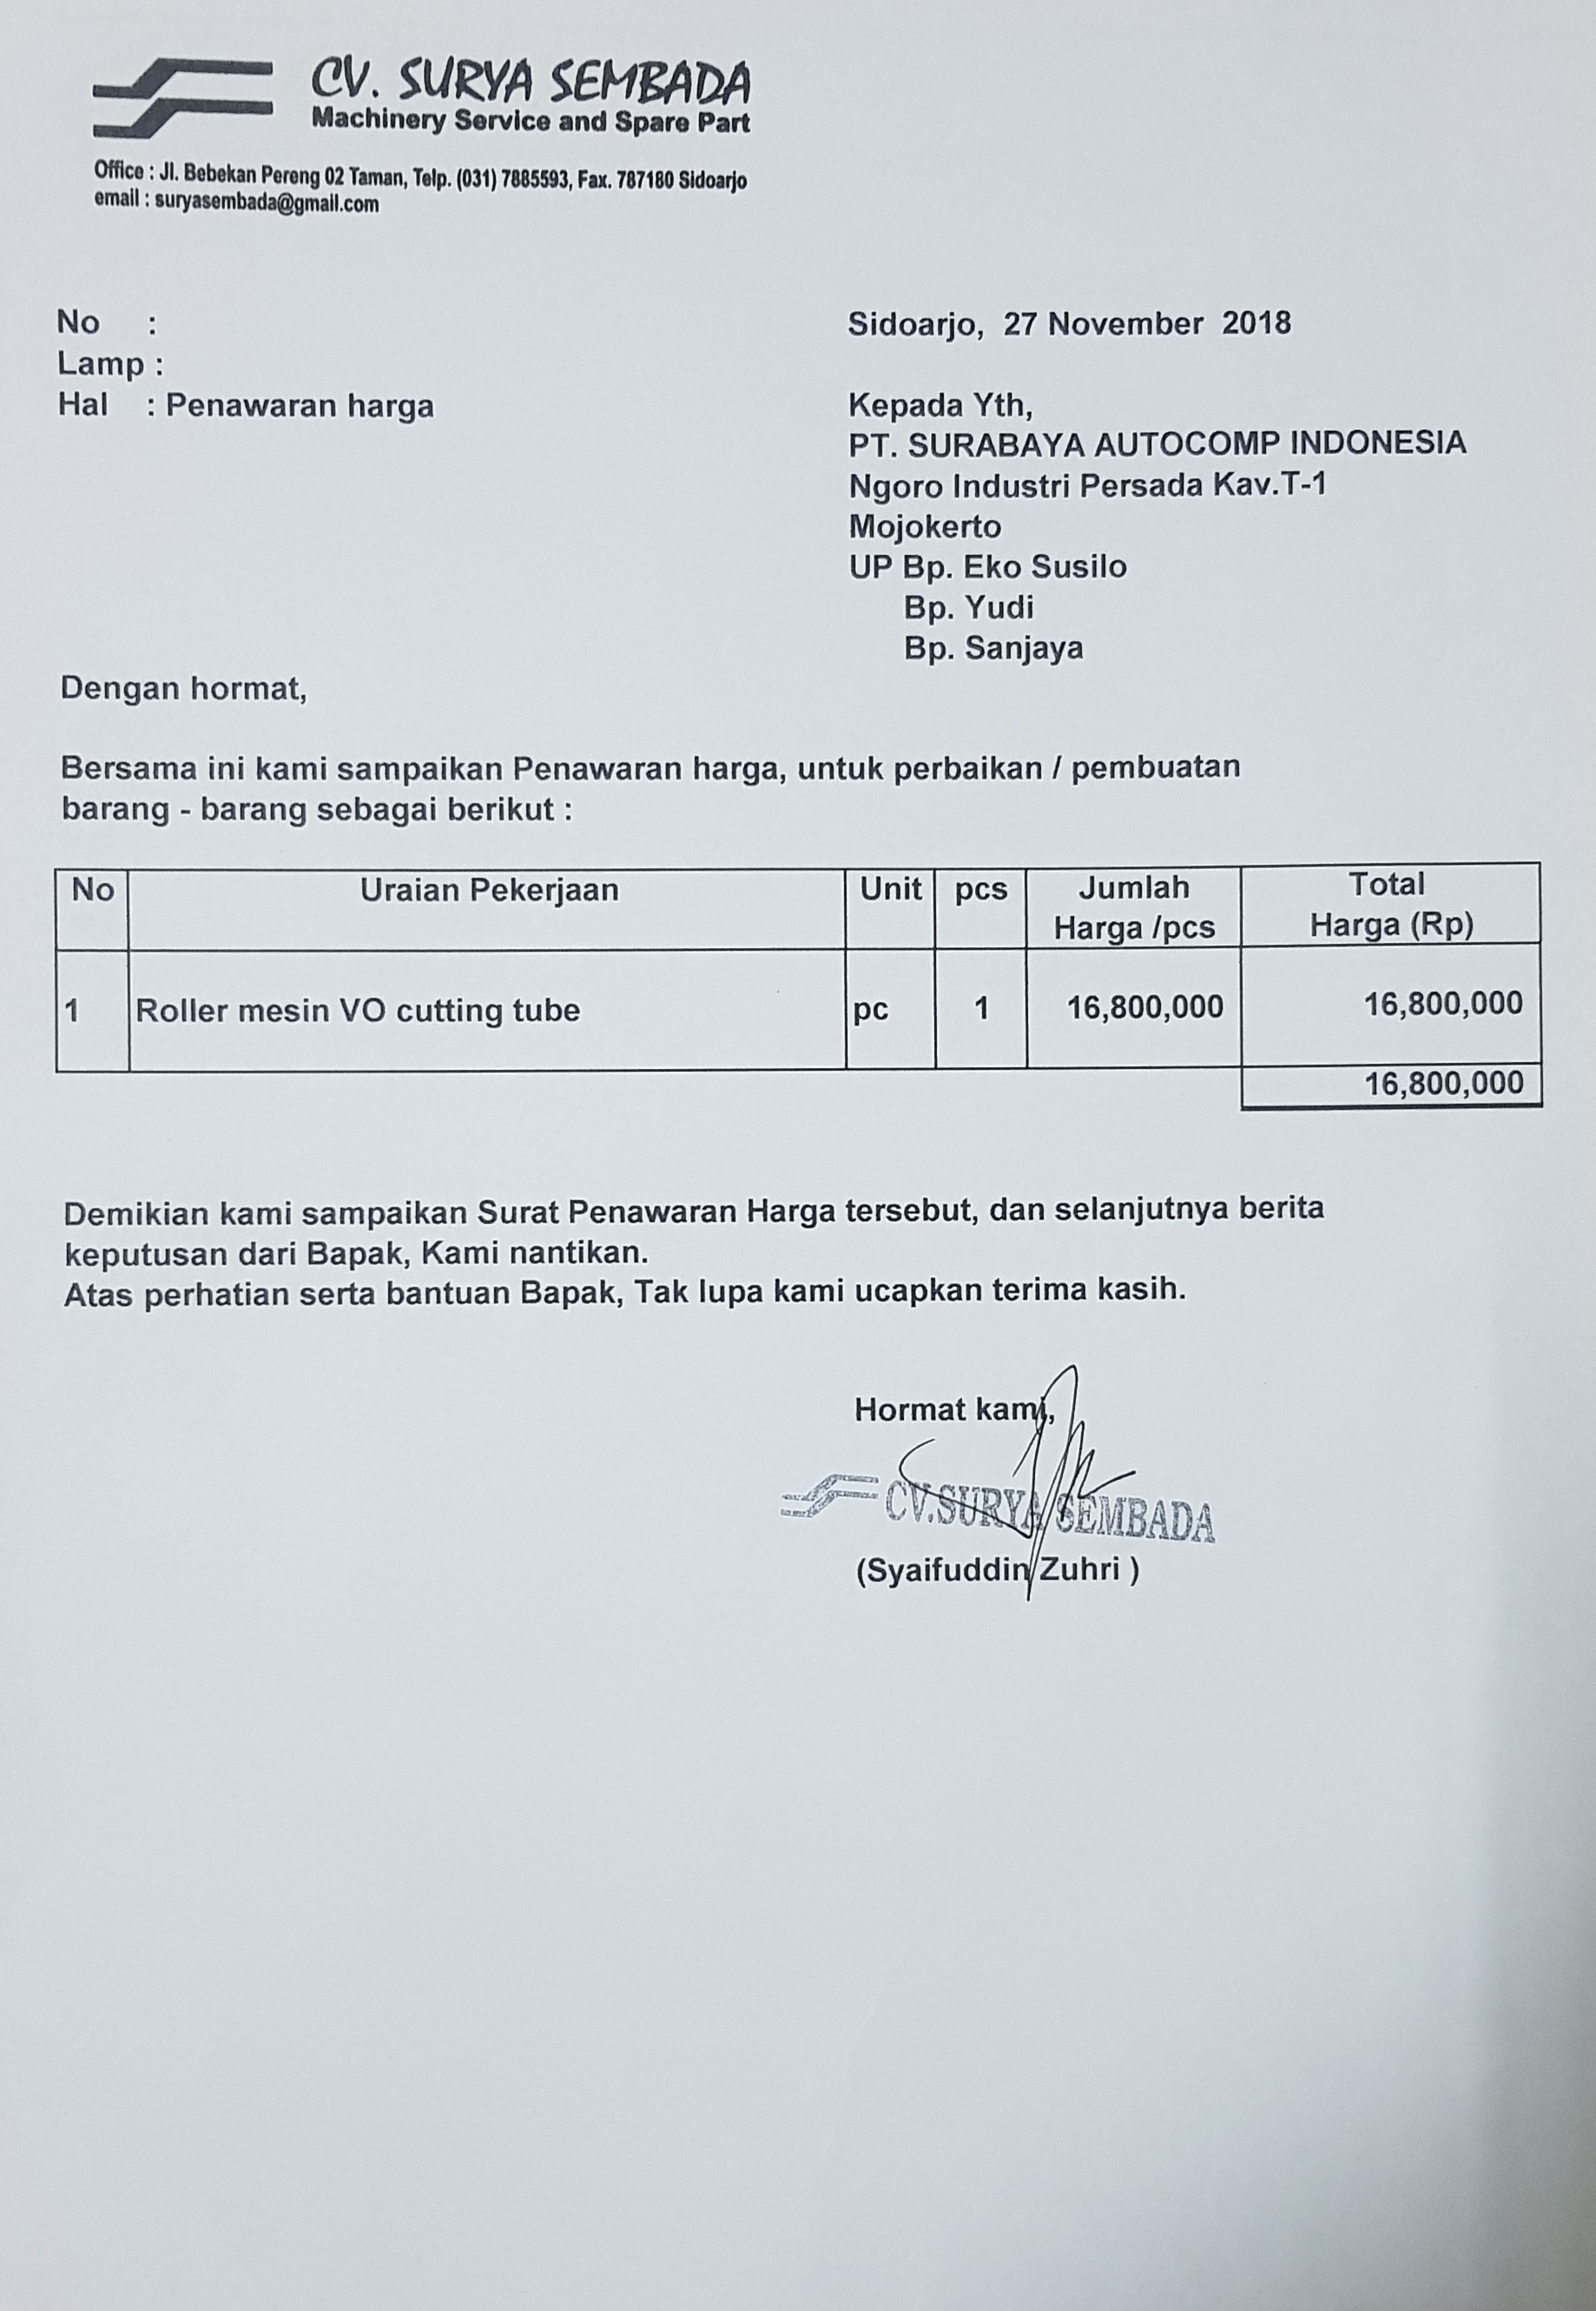 CV. SURYA SEMBADA
Machinery Service and Spare Part
Office : Jl. Bebekan Pereng 02 Taman, Telp. (031) 7885593, Fax. 787180 Sidoarjo
email : suryasembada@gmail.com
No :
Lamp :
Hal : Penawaran harga
Sidoarjo, 27 November 2018
Kepada Yth,
PT. SURABAYA AUTOCOMP INDONESIA
Ngoro Industri Persada Kav.T-1
Mojokerto
UP Bp. Eko Susilo
Bp. Yudi
Bp. Sanjaya
Dengan hormat,
Bersama ini kami sampaikan Penawaran harga, untuk perbaikan / pembuatan
barang - barang sebagai berikut :
No Uraian Pekerjaan Unit pcs Jumlah Harga /pcs Total Harga (Rp)
1 Roller mesin VO cutting tube pc 1 16,800,000 16,800,000
16,800,000
Demikian kami sampaikan Surat Penawaran Harga tersebut, dan selanjutnya berita
keputusan dari Bapak, Kami nantikan.
Atas perhatian serta bantuan Bapak, Tak lupa kami ucapkan terima kasih.
Hormat kami,
CV.SURYA SEMBADA
(Syaifuddin Zuhri )